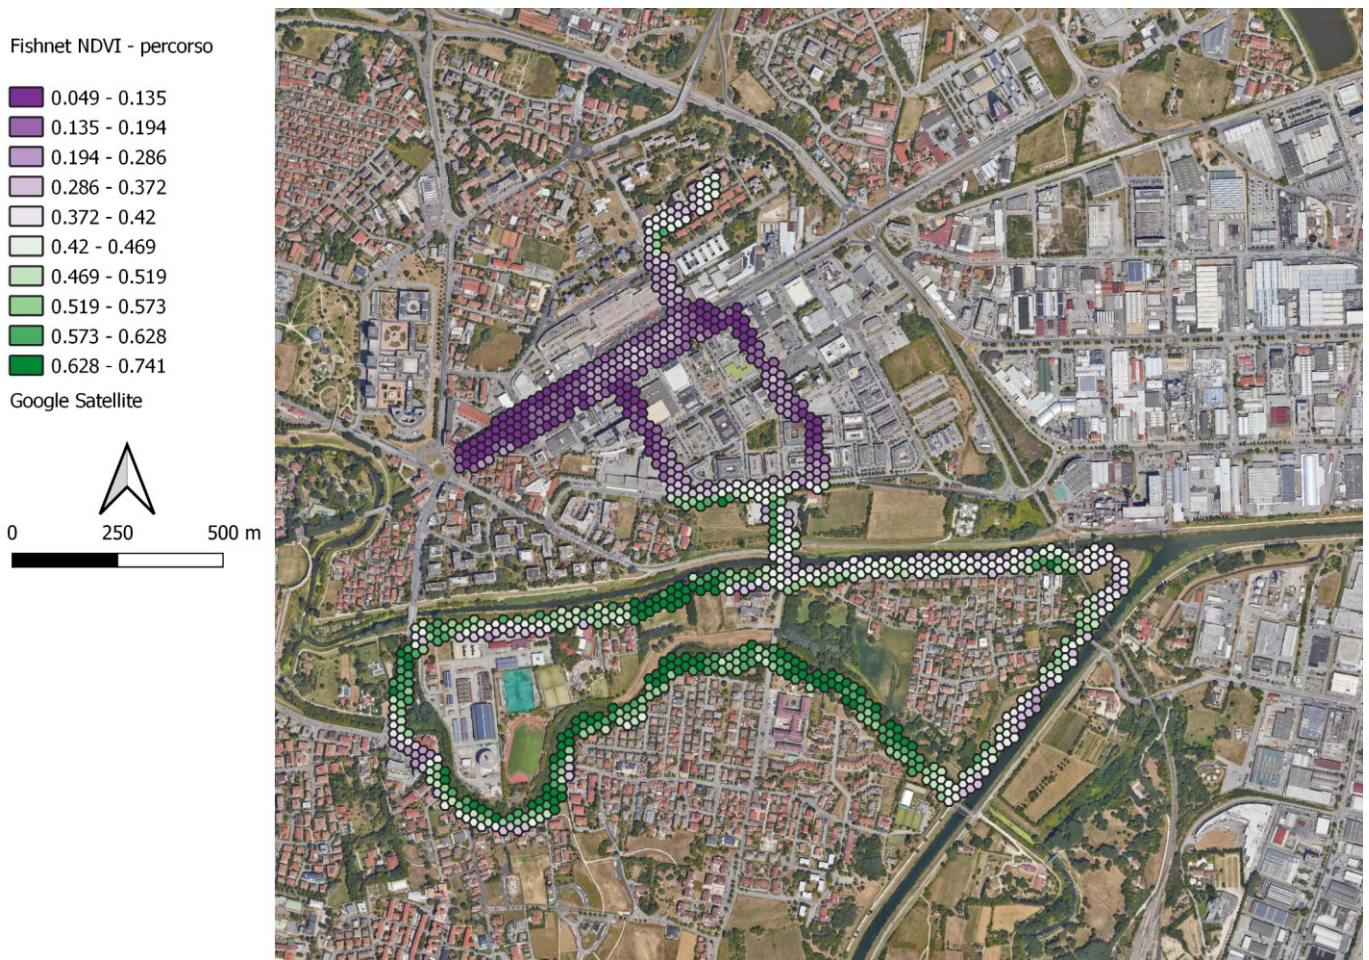 Fishnet NDVI - percorso
0.049 - 0.135
0.135 - 0.194
0.194 - 0.286
0.286 - 0.372
0.372 - 0.42
0.42 - 0.469
0.469 - 0.519
0.519 - 0.573
0.573 - 0.628
0.628 - 0.741
Google Satellite
0 250 500 m